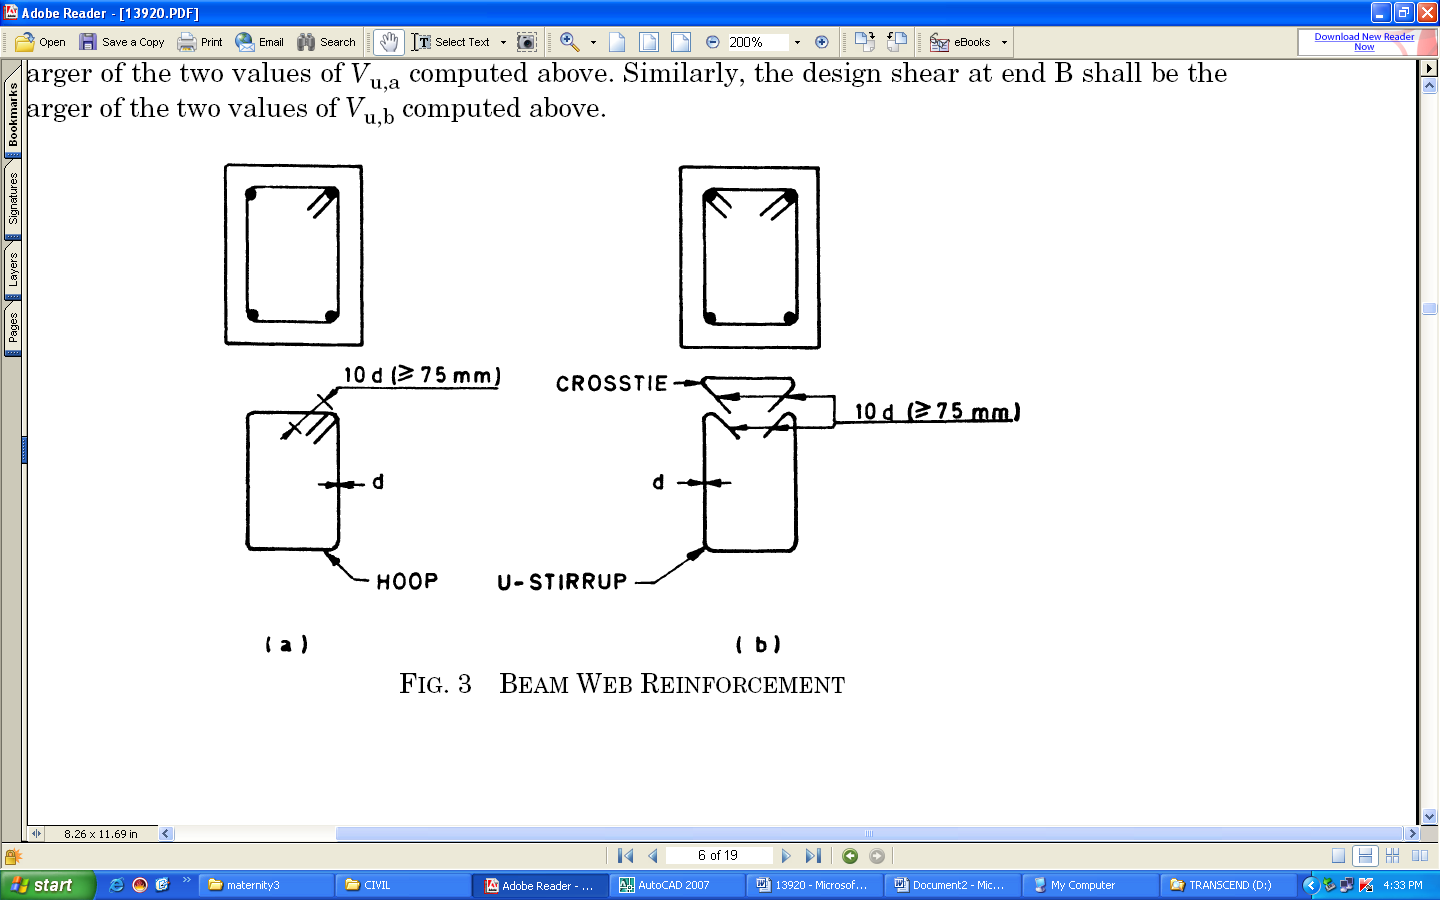 Adobe Reader - [13920.PDF]
Open Save a Copy Print Email Search Select Text 200% eBooks Download New Reader Now
Bookmarks
Signatures
Layers
Pages
arger of the two values of Vu,a computed above. Similarly, the design shear at end B shall be the
arger of the two values of Vu,b computed above.
10 d (≥ 75 mm)
CROSSTIE
10 d (≥ 75 mm)
d
d
HOOP
U-STIRRUP
(a)
(b)
FIG. 3 BEAM WEB REINFORCEMENT
8.26 x 11.69 in
6 of 19
start maternity3 CIVIL Adobe Reader - ... AutoCAD 2007 13920 - Microsof... Document2 - Mic... My Computer TRANSCEND (D:) 4:33 PM